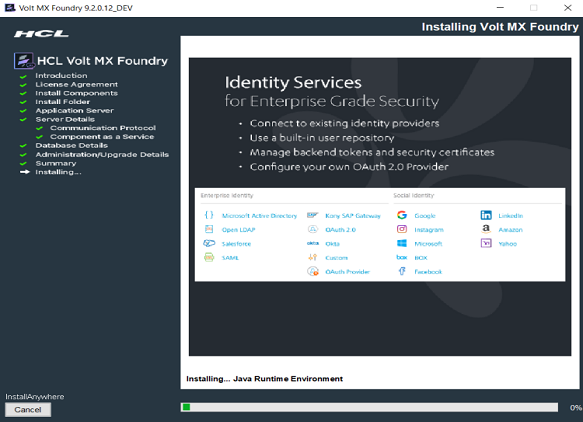 Volt MX Foundry 9.2.0.12_DEV
Installing Volt MX Foundry
HCL
HCL Volt MX Foundry
Introduction
License Agreement
Install Components
Install Folder
Application Server
Server Details
Communication Protocol
Component as a Service
Database Details
Administration/Upgrade Details
Summary
Installing...
Identity Services
for Enterprise Grade Security
• Connect to existing identity providers
• Use a built-in user repository
• Manage backend tokens and security certificates
• Configure your own OAuth 2.0 Provider
Enterprise Identity Social Identity
Microsoft Active Directory SAP Kony SAP Gateway Google LinkedIn
Open LDAP OAuth 2.0 Instagram Amazon
Salesforce okta Okta Microsoft Yahoo
SAML Custom box BOX
OAuth Provider Facebook
Installing... Java Runtime Environment
InstallAnywhere
Cancel 0%